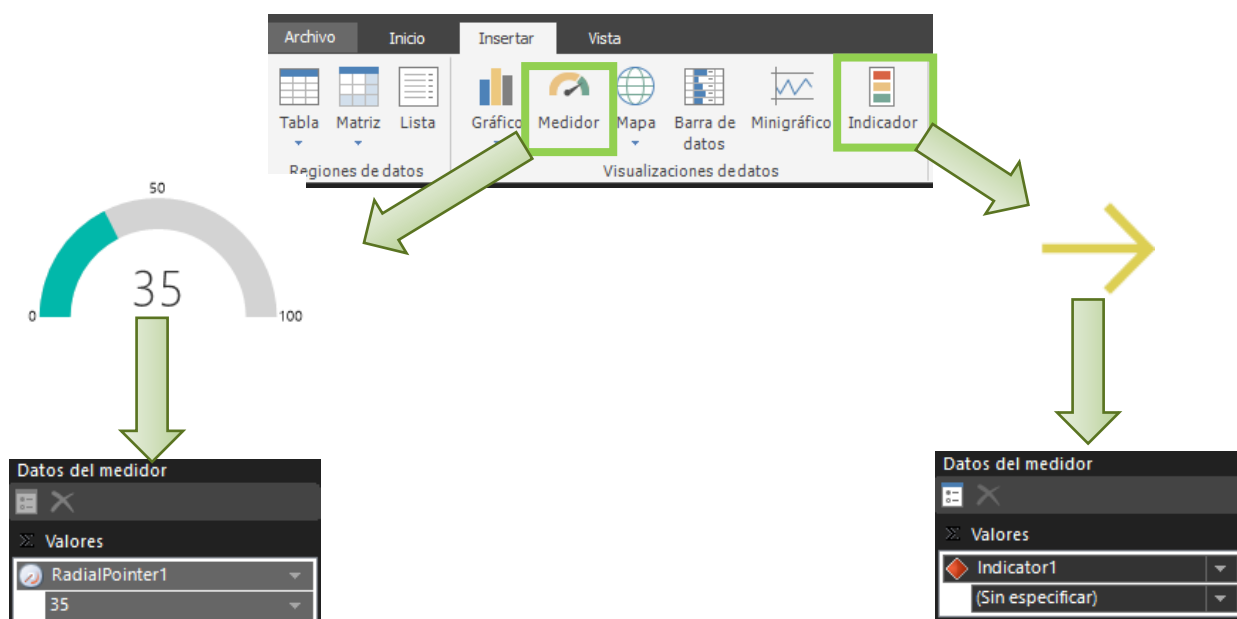 Archivo Inicio Insertar Vista
Tabla Matriz Lista Gráfico Medidor Mapa Barra de datos Minigráfico Indicador
Regiones de datos Visualizaciones de datos
50
35
0 100
Datos del medidor
Valores
RadialPointer1
35
Datos del medidor
Valores
Indicator1
(Sin especificar)